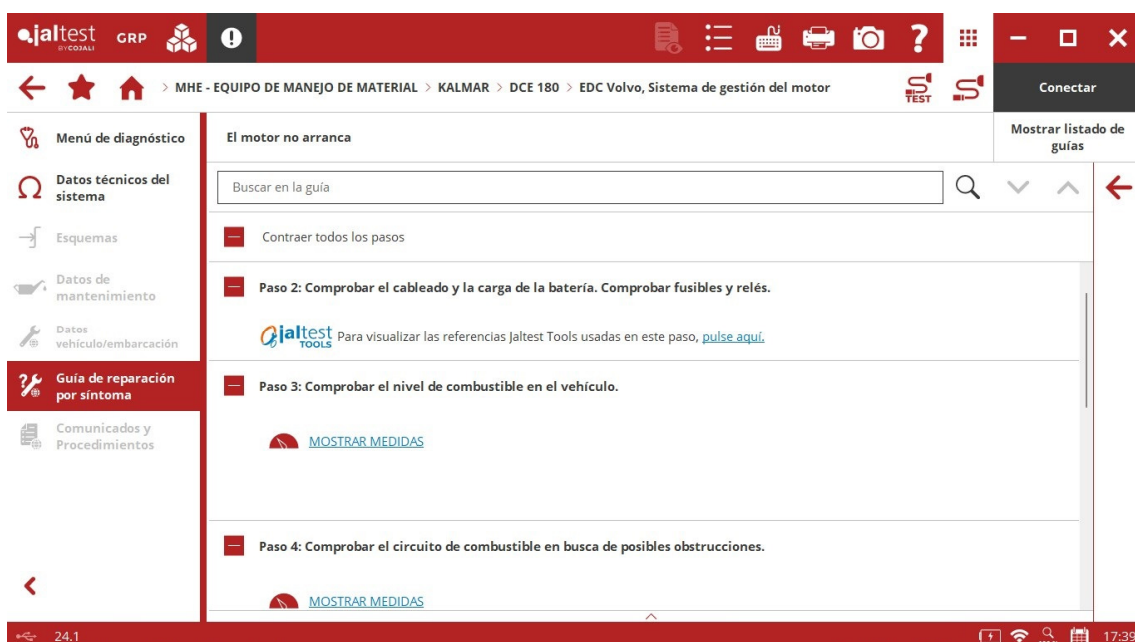 jaltest
BY COJALI
GRP
TEST
> MHE - EQUIPO DE MANEJO DE MATERIAL > KALMAR > DCE 180 > EDC Volvo, Sistema de gestión del motor
Conectar
Menú de diagnóstico
Datos técnicos del
sistema
Esquemas
Datos de
mantenimiento
Datos
vehículo/embarcación
Guía de reparación
por síntoma
Comunicados y
Procedimientos
El motor no arranca
Mostrar listado de
guías
Buscar en la guía
Contraer todos los pasos
Paso 2: Comprobar el cableado y la carga de la batería. Comprobar fusibles y relés.
jaltest
TOOLS
Para visualizar las referencias Jaltest Tools usadas en este paso, pulse aquí.
Paso 3: Comprobar el nivel de combustible en el vehículo.
MOSTRAR MEDIDAS
Paso 4: Comprobar el circuito de combustible en busca de posibles obstrucciones.
MOSTRAR MEDIDAS
24.1
17:39